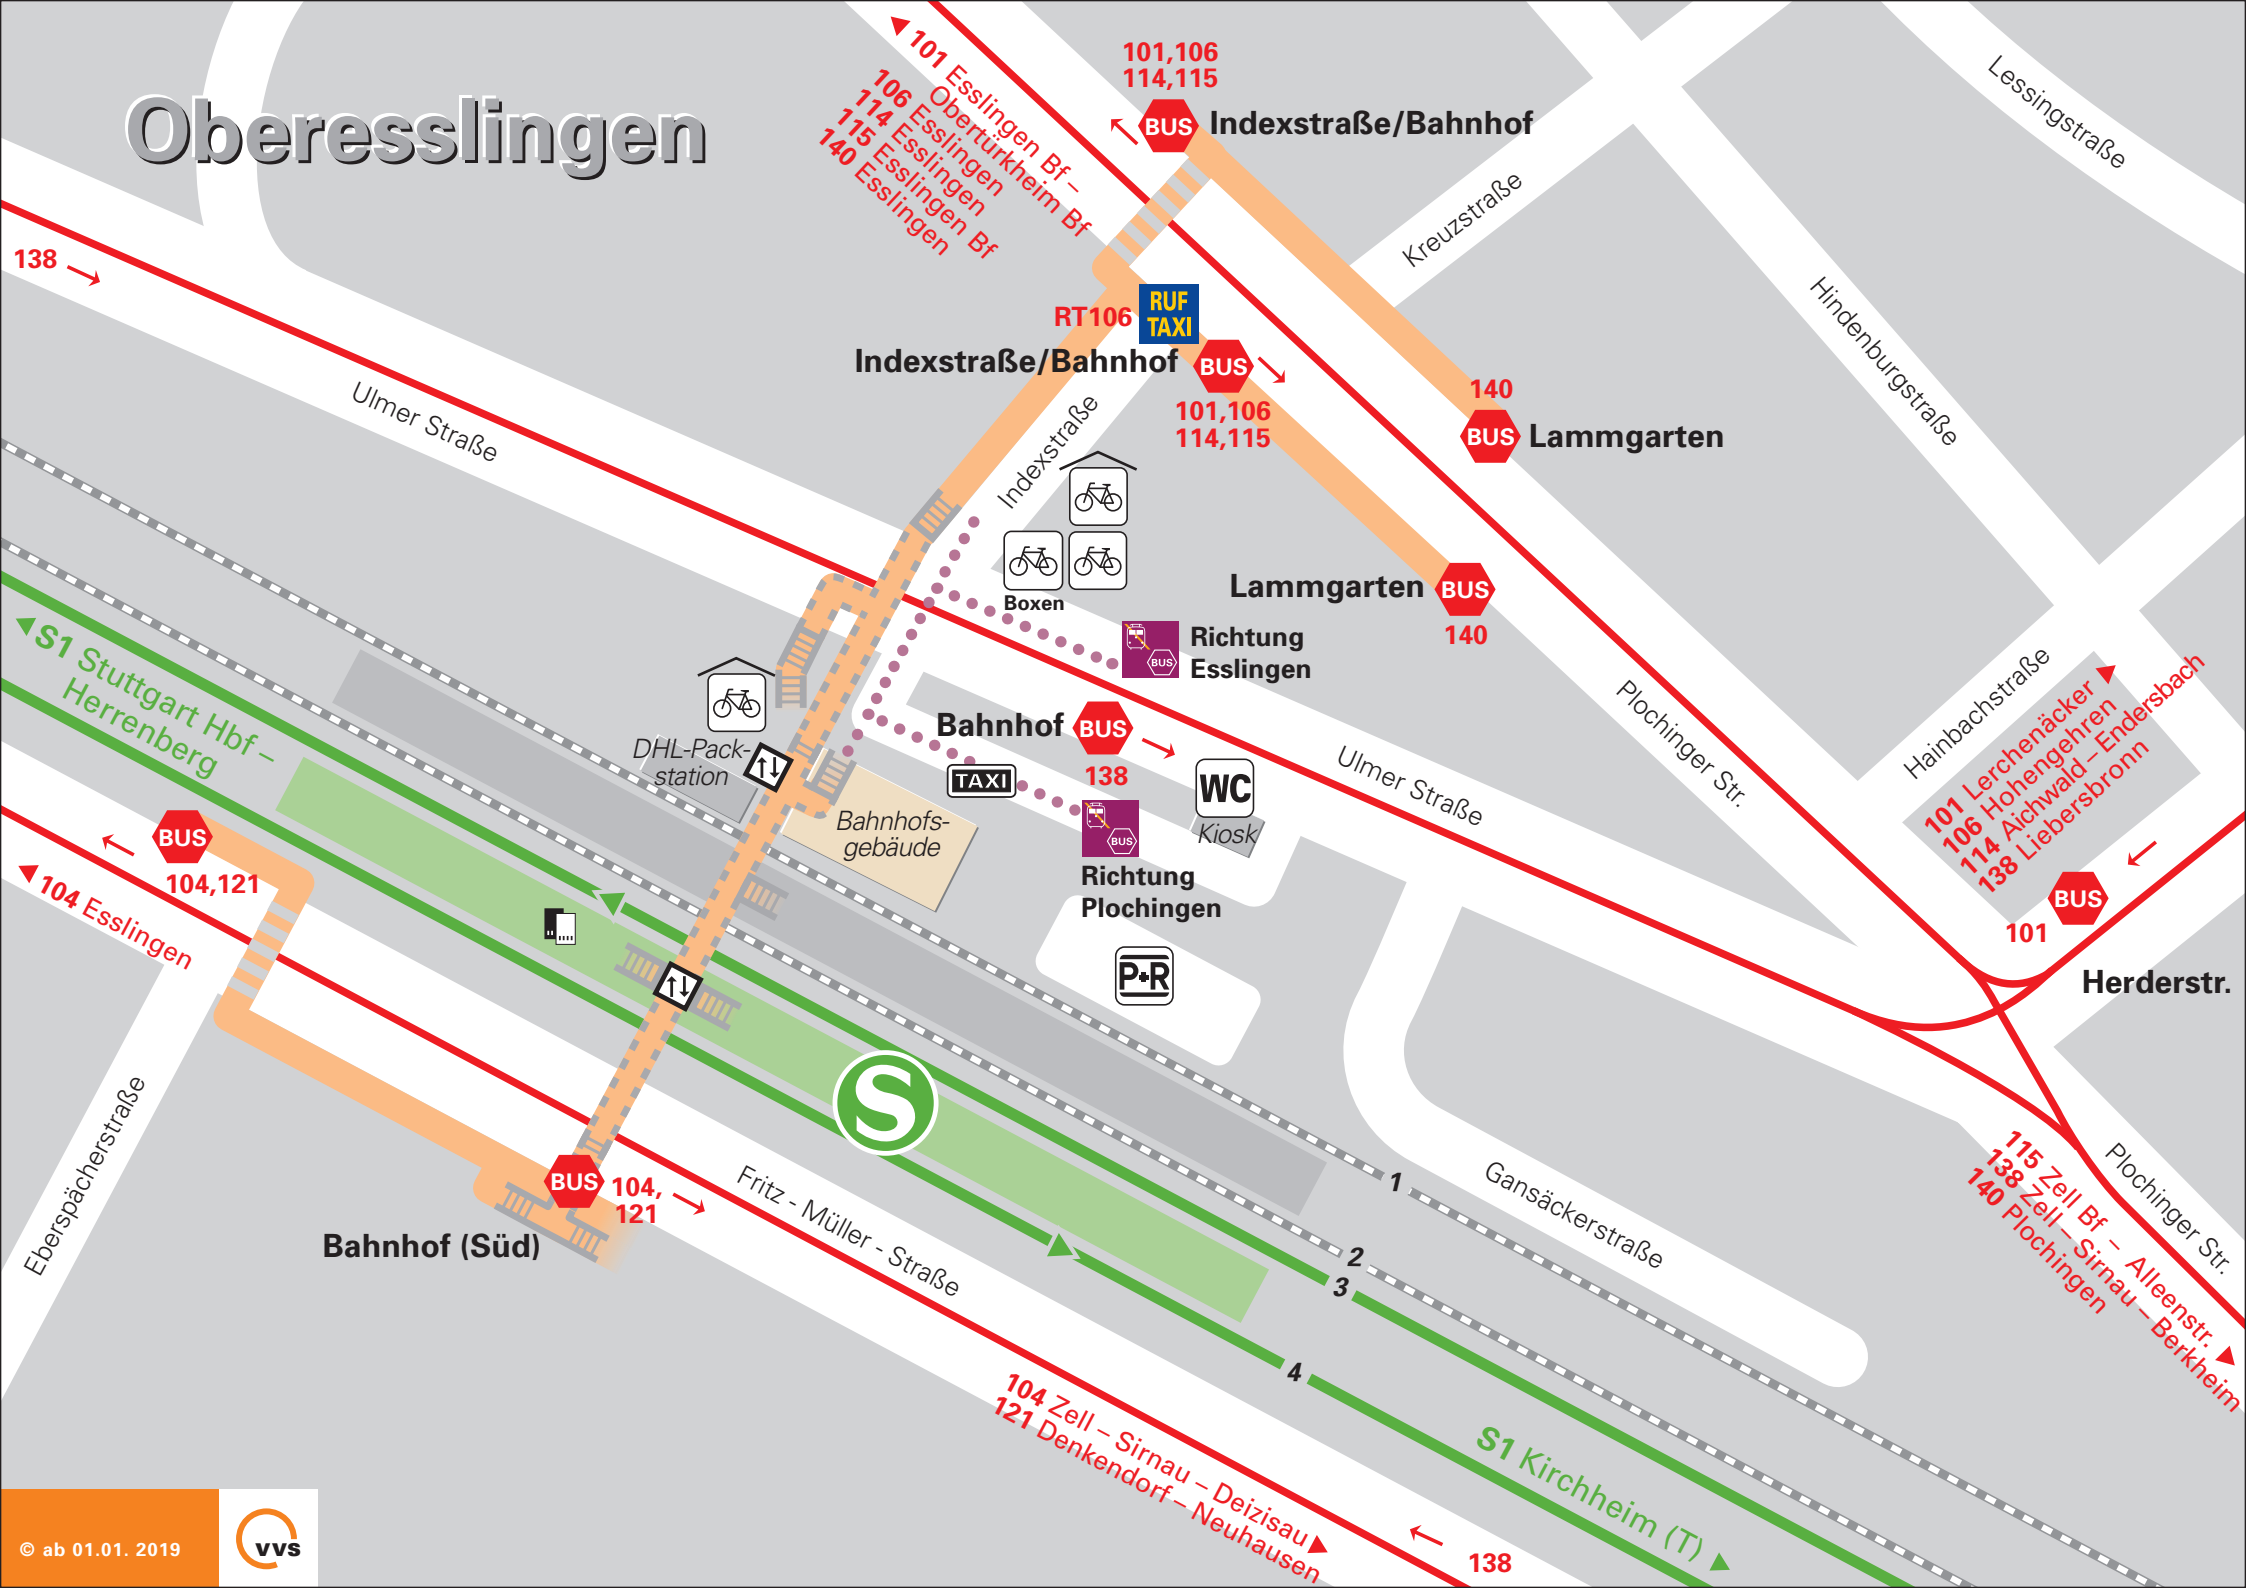 Oberesslingen
101 Esslingen Bf –
Obertürkheim Bf
106 Esslingen
114 Esslingen
115 Esslingen Bf
140 Esslingen
101,106
114,115
BUS
Indexstraße/Bahnhof
Lessingstraße
Kreuzstraße
138
RT106
RUF
TAXI
Indexstraße/Bahnhof
BUS
101,106
114,115
Hindenburgstraße
140
BUS
Lammgarten
Ulmer Straße
Indexstraße
Boxen
Lammgarten
BUS
140
BUS
Richtung
Esslingen
S1 Stuttgart Hbf –
Herrenberg
DHL-Pack-
station
Bahnhof
BUS
138
TAXI
WC
Kiosk
Ulmer Straße
Plochinger Str.
Hainbachstraße
101 Lerchenäcker
106 Hohengehren
114 Aichwald – Endersbach
138 Liebersbronn
BUS
101
Herderstr.
Bahnhofs-
gebäude
BUS
Richtung
Plochingen
P+R
BUS
104,121
104 Esslingen
S
Eberspächerstraße
BUS
104,
121
Bahnhof (Süd)
Fritz - Müller - Straße
1
2
3
4
Gansäckerstraße
115 Zell Bf – Alleenstr.
138 Zell – Sirnau – Berkheim
140 Plochingen
Plochinger Str.
104 Zell – Sirnau – Deizisau
121 Denkendorf – Neuhausen
138
S1 Kirchheim (T)
© ab 01.01. 2019
vvs